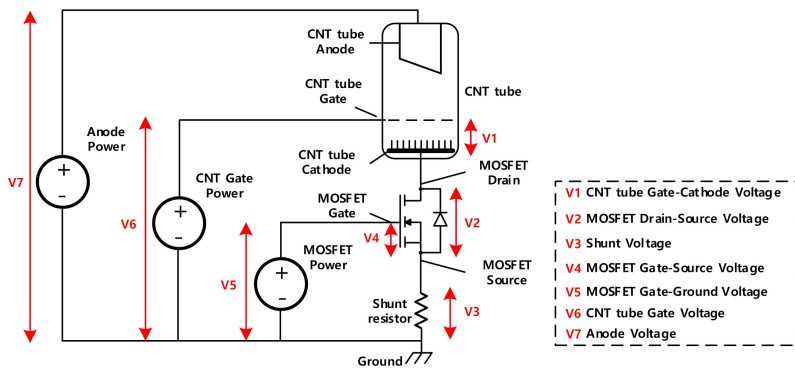 CNT tube
Anode
CNT tube
Gate
CNT tube
V1
Anode
Power
+
-
V7
CNT Gate
Power
+
-
V6
CNT tube
Cathode
MOSFET
Drain
MOSFET
Gate
V2
V4
MOSFET
Power
+
-
V5
MOSFET
Source
Shunt
resistor
V3
Ground
V1 CNT tube Gate-Cathode Voltage
V2 MOSFET Drain-Source Voltage
V3 Shunt Voltage
V4 MOSFET Gate-Source Voltage
V5 MOSFET Gate-Ground Voltage
V6 CNT tube Gate Voltage
V7 Anode Voltage